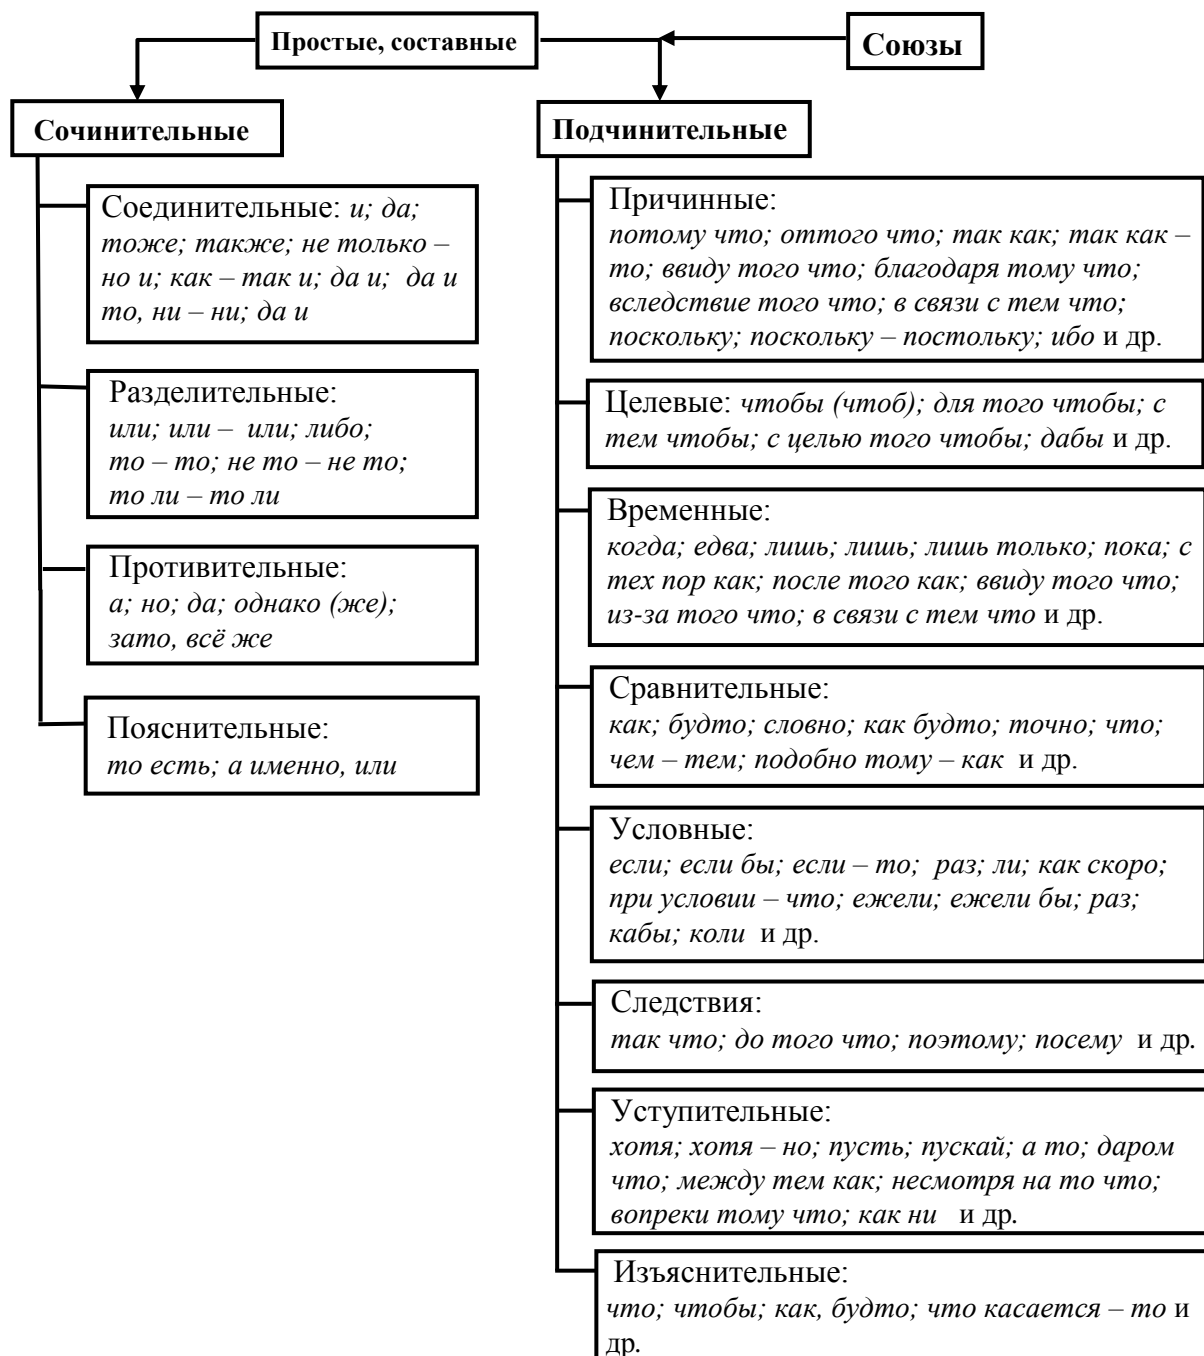 Простые, составные
Союзы
Сочинительные
Соединительные: и; да;
тоже; также; не только –
но и; как – так и; да и;  да и
то, ни – ни; да и
Разделительные:
или; или –  или; либо;
то – то; не то – не то;
то ли – то ли
Противительные:
а; но; да; однако (же);
зато, всё же
Пояснительные:
то есть; а именно, или
Подчинительные
Причинные:
потому что; оттого что; так как; так как –
то; ввиду того что; благодаря тому что;
вследствие того что; в связи с тем что;
поскольку; поскольку – постольку; ибо и др.
Целевые: чтобы (чтоб); для того чтобы; с
тем чтобы; с целью того чтобы; дабы и др.
Временные:
когда; едва; лишь; лишь; лишь только; пока; с
тех пор как; после того как; ввиду того что;
из-за того что; в связи с тем что и др.
Сравнительные:
как; будто; словно; как будто; точно; что;
чем – тем; подобно тому – как  и др.
Условные:
если; если бы; если – то;  раз; ли; как скоро;
при условии – что; ежели; ежели бы; раз;
кабы; коли  и др.
Следствия:
так что; до того что; поэтому; посему  и др.
Уступительные:
хотя; хотя – но; пусть; пускай; а то; даром
что; между тем как; несмотря на то что;
вопреки тому что; как ни   и др.
Изъяснительные:
что; чтобы; как, будто; что касается – то и
др.